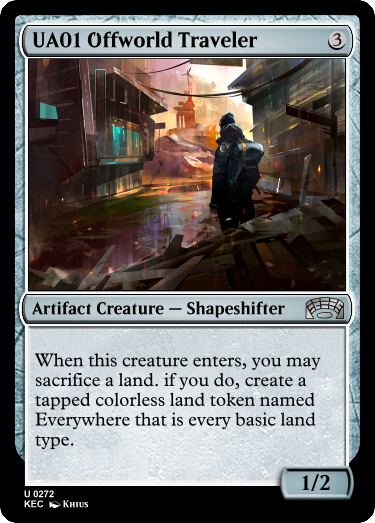 UA01 Offworld Traveler 3
Artifact Creature — Shapeshifter
When this creature enters, you may
sacrifice a land. if you do, create a
tapped colorless land token named
Everywhere that is every basic land
type.
1/2
U 0272
KEC Khius